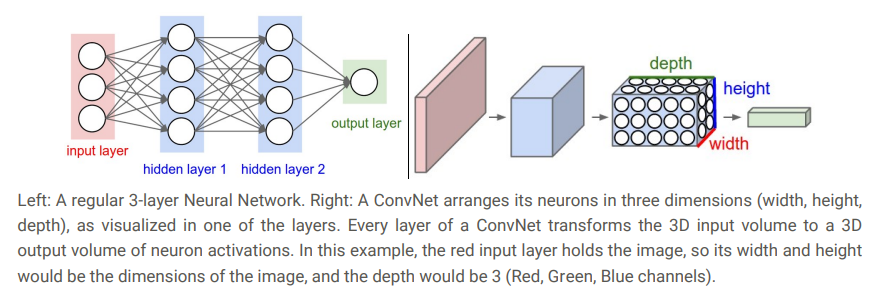 depth
height
width
output layer
input layer
hidden layer 1 hidden layer 2
Left: A regular 3-layer Neural Network. Right: A ConvNet arranges its neurons in three dimensions (width, height,
depth), as visualized in one of the layers. Every layer of a ConvNet transforms the 3D input volume to a 3D
output volume of neuron activations. In this example, the red input layer holds the image, so its width and height
would be the dimensions of the image, and the depth would be 3 (Red, Green, Blue channels).